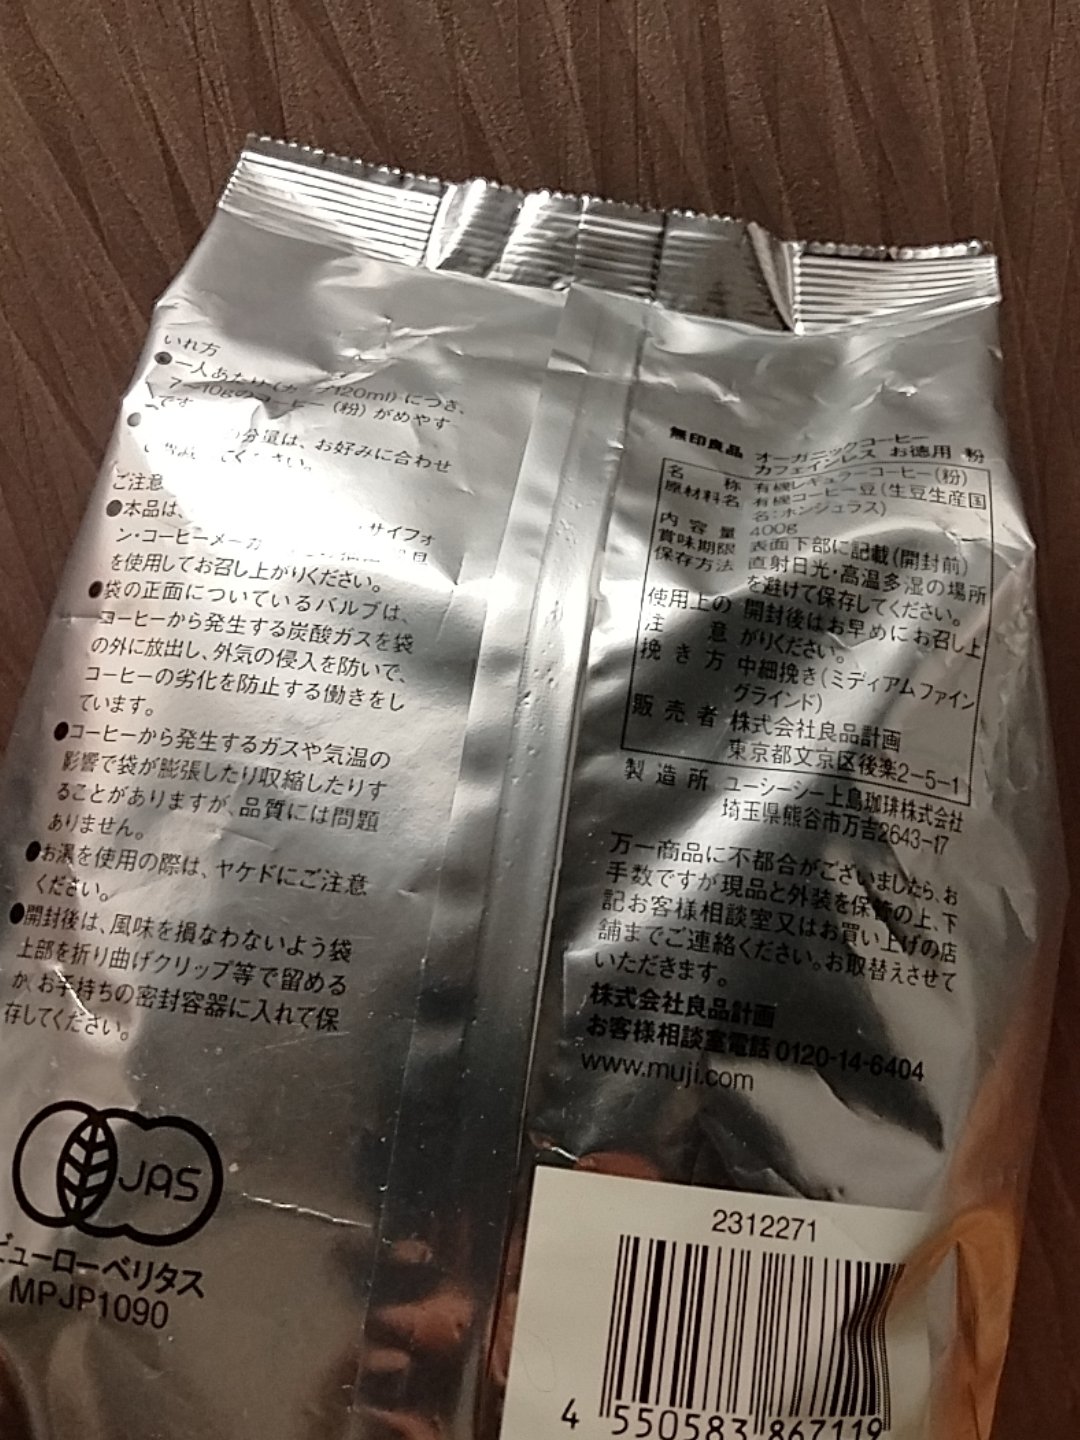 いれ方
●一人あたり(カップ120ml)につき、
7〜10gのコーヒー(粉)がめやす
です
分量は、お好みに合わせ
ください。
ご注意
●本品は、サイフォ
ン・コーヒーメーカ
を使用してお召し上がりください。
●袋の正面についているバルブは、
コーヒーから発生する炭酸ガスを袋
の外に放出し、外気の侵入を防いで、
コーヒーの劣化を防止する働きをし
ています。
●コーヒーから発生するガスや気温の
影響で袋が膨張したり収縮したりす
ることがありますが、品質には問題
ありません。
●お湯を使用の際は、ヤケドにご注意
ください。
●開封後は、風味を損なわないよう袋
上部を折り曲げクリップ等で留める
か、お手持ちの密封容器に入れて保
存してください。
JAS
ビューローベリタス
MPJP1090
無印良品 オーガニックコーヒー
カフェインレス お徳用 粉
名称 有機レギュラーコーヒー(粉)
原材料名 有機コーヒー豆(生豆生産国
名:ホンジュラス)
内容量 400g
賞味期限 表面下部に記載(開封前)
保存方法 直射日光・高温多湿の場所
を避けて保存してください。
使用上の 開封後はお早めにお召し上
注意 がりください。
挽き方 中細挽き(ミディアムファイン
グラインド)
販売者 株式会社良品計画
東京都文京区後楽2−5−1
製造所 ユーシーシー上島珈琲株式会社
埼玉県熊谷市万吉2643−17
万一商品に不都合がございましたら、お
手数ですが現品と外装を保管の上、下
記お客様相談室又はお買い上げの店
舗までご連絡ください。お取替えさせて
いただきます。
株式会社良品計画
お客様相談室電話 0120-14-6404
www.muji.com
2312271
4 550583 867119